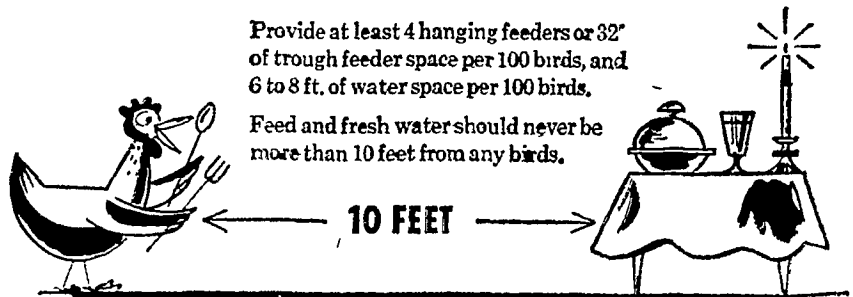 Provide at least 4 hanging feeders or 32"
of trough feeder space per 100 birds, and
6 to 8 ft. of water space per 100 birds.
Feed and fresh water should never be
more than 10 feet from any birds.
10 FEET